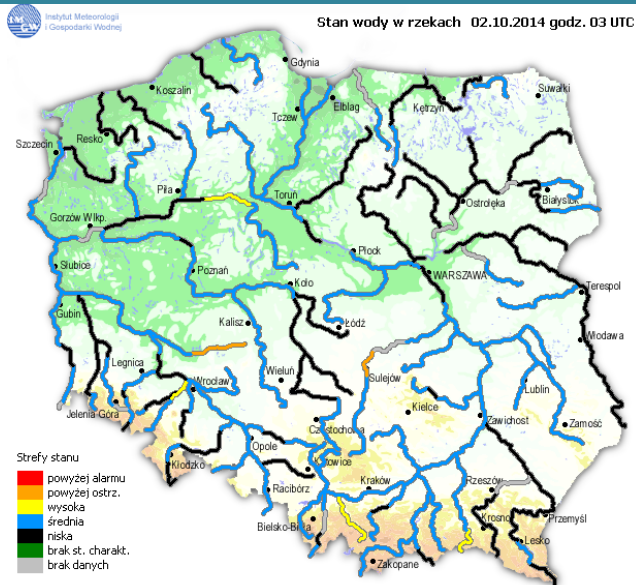 Instytut Meteorologii
i Gospodarki Wodnej
Stan wody w rzekach 02.10.2014 godz. 03 UTC
Gdynia
Koszalin
Suwałki
Tczew
Elbląg
Kętrzyn
Resko
Szczecin
Piła
Toruń
Ostrołęka
Białystok
Gorzów Wlkp.
Płock
WARSZAWA
Słubice
Poznań
Koło
Terespol
Gubin
Kalisz
Łódź
Włodawa
Legnica
Wrocław
Wieluń
Sulejów
Lublin
Jelenia Góra
Kielce
Zawichost
Zamość
Częstochowa
Opole
Kłodzko
Katowice
Strefy stanu
powyżej alarmu
powyżej ostrz.
wysoka
średnia
niska
brak st. charakt.
brak danych
Racibórz
Kraków
Rzeszów
Bielsko-Biała
Krosno
Przemyśl
Lesko
Zakopane